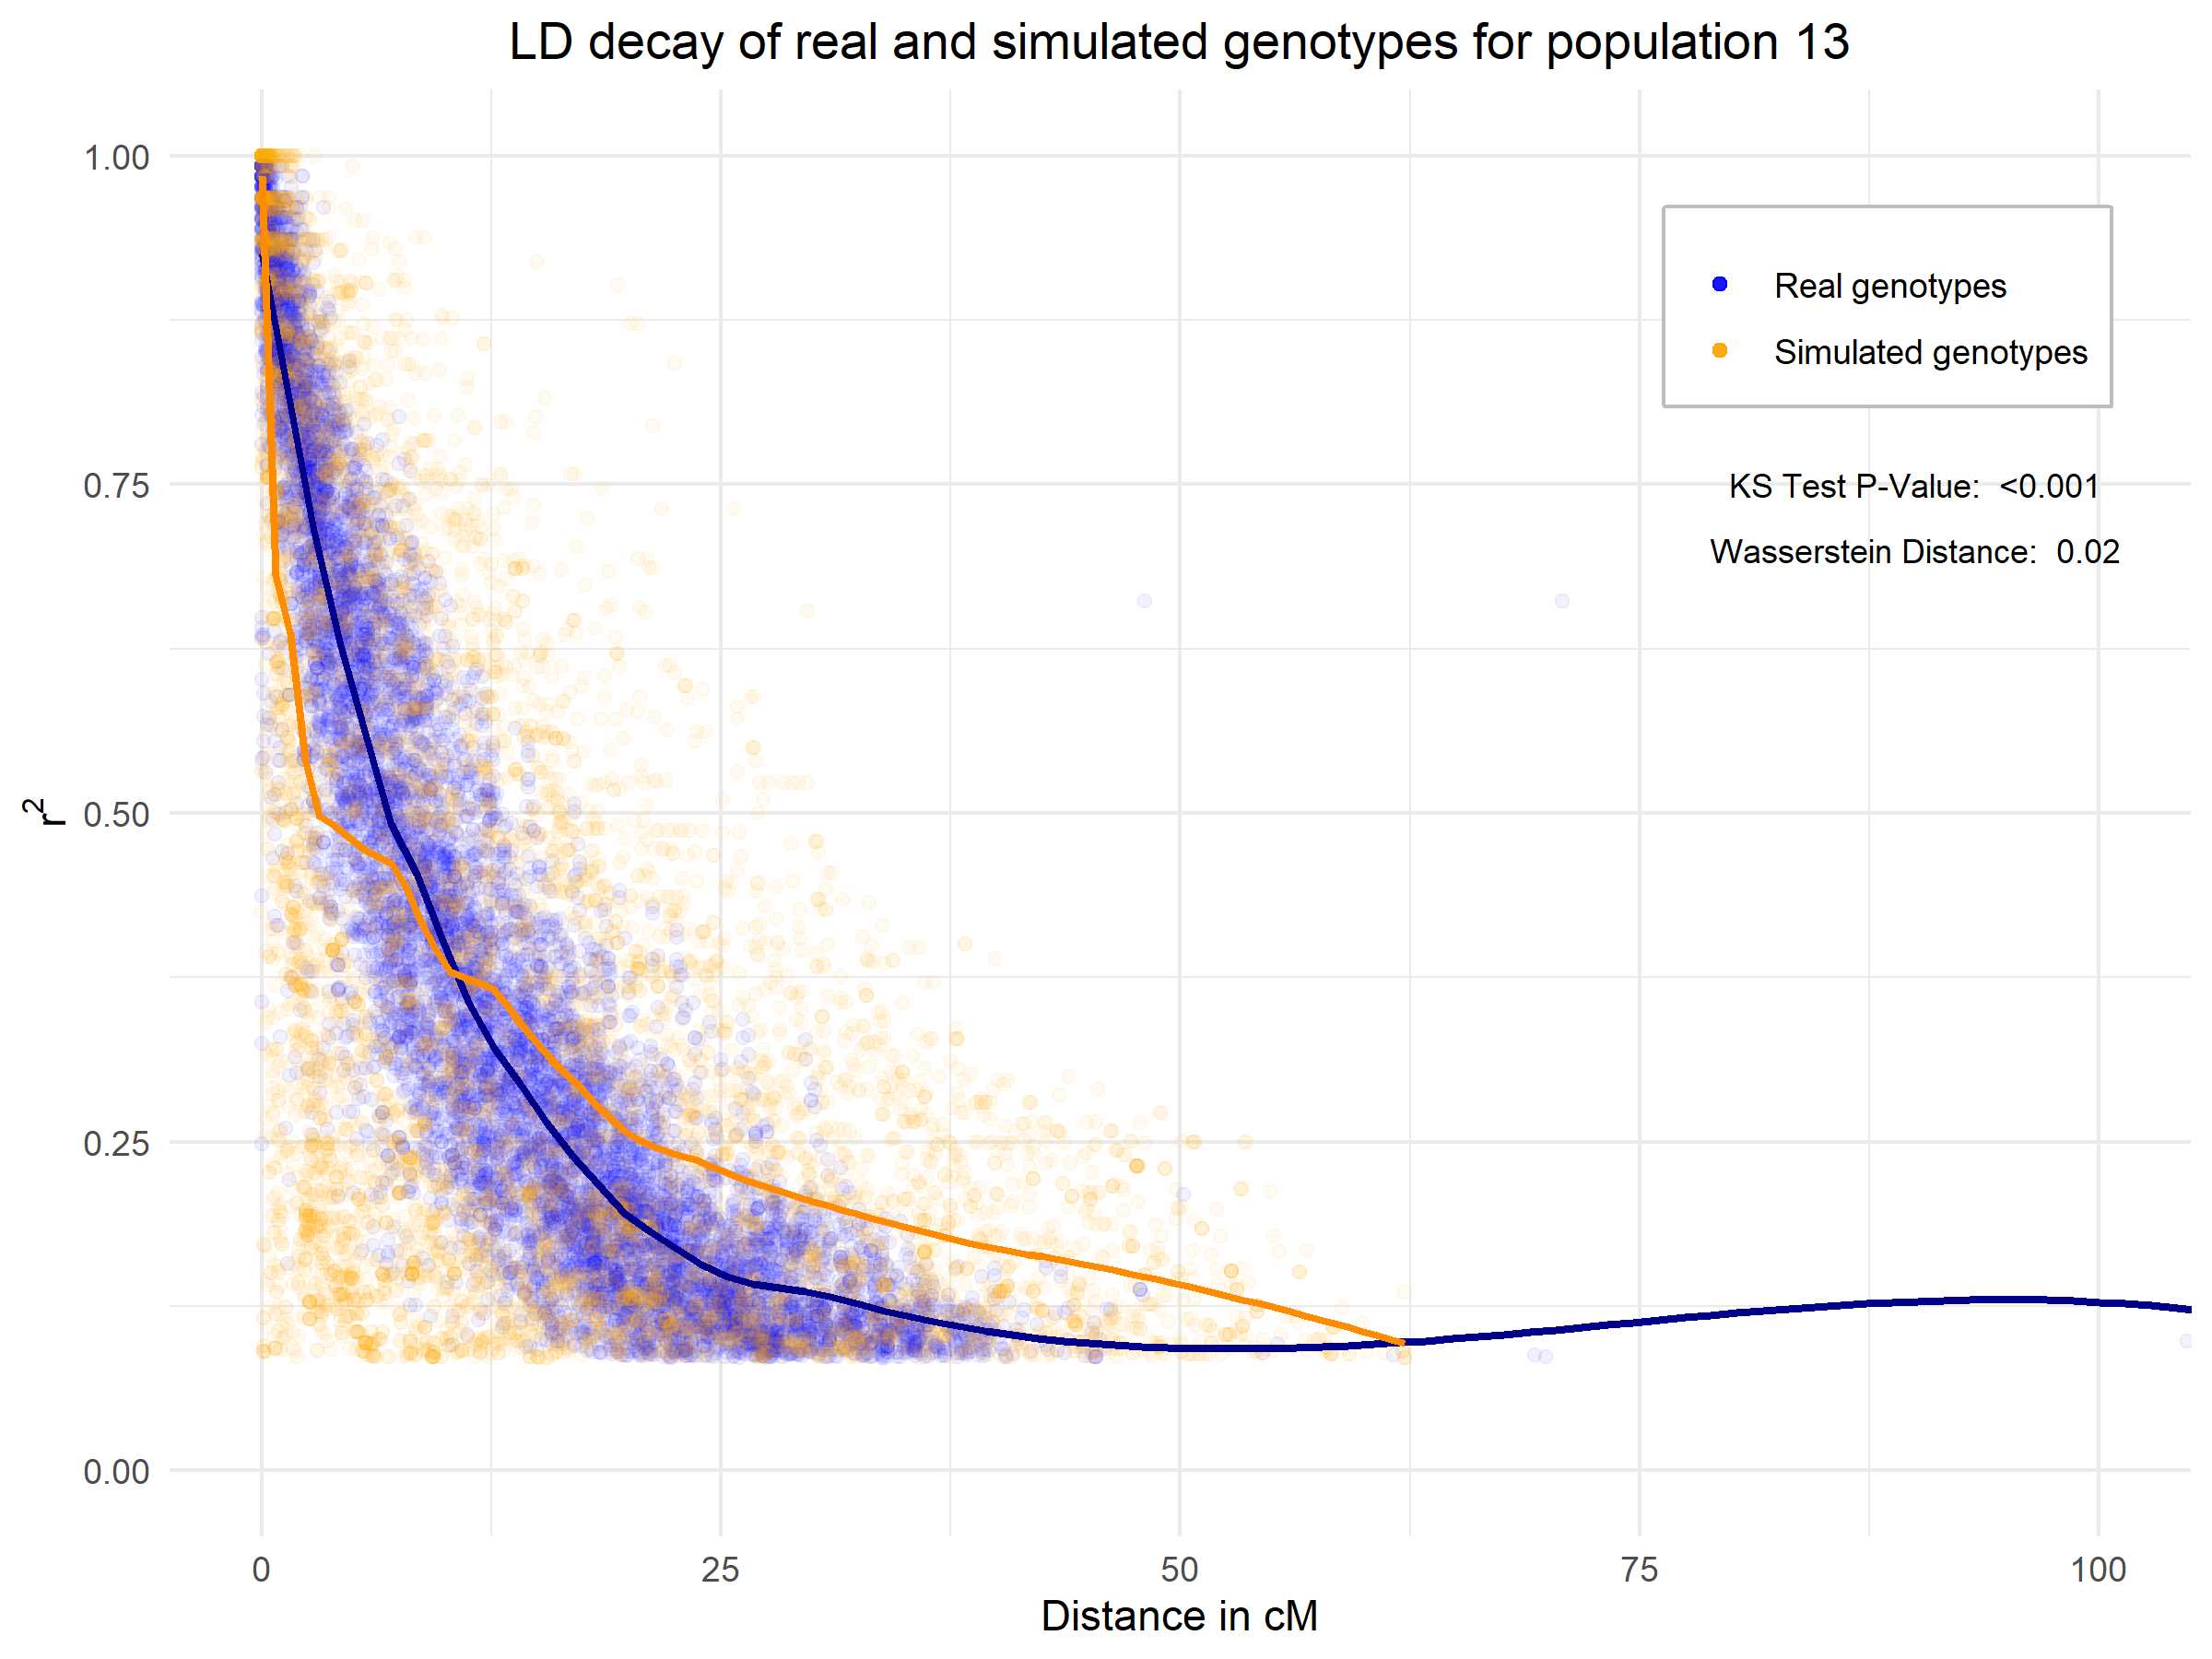 LD decay of real and simulated genotypes for population 13
1.00
0.75
0.50
0.25
0.00
r²
Real genotypes
Simulated genotypes
KS Test P-Value: <0.001
Wasserstein Distance: 0.02
0 25 50 75 100
Distance in cM